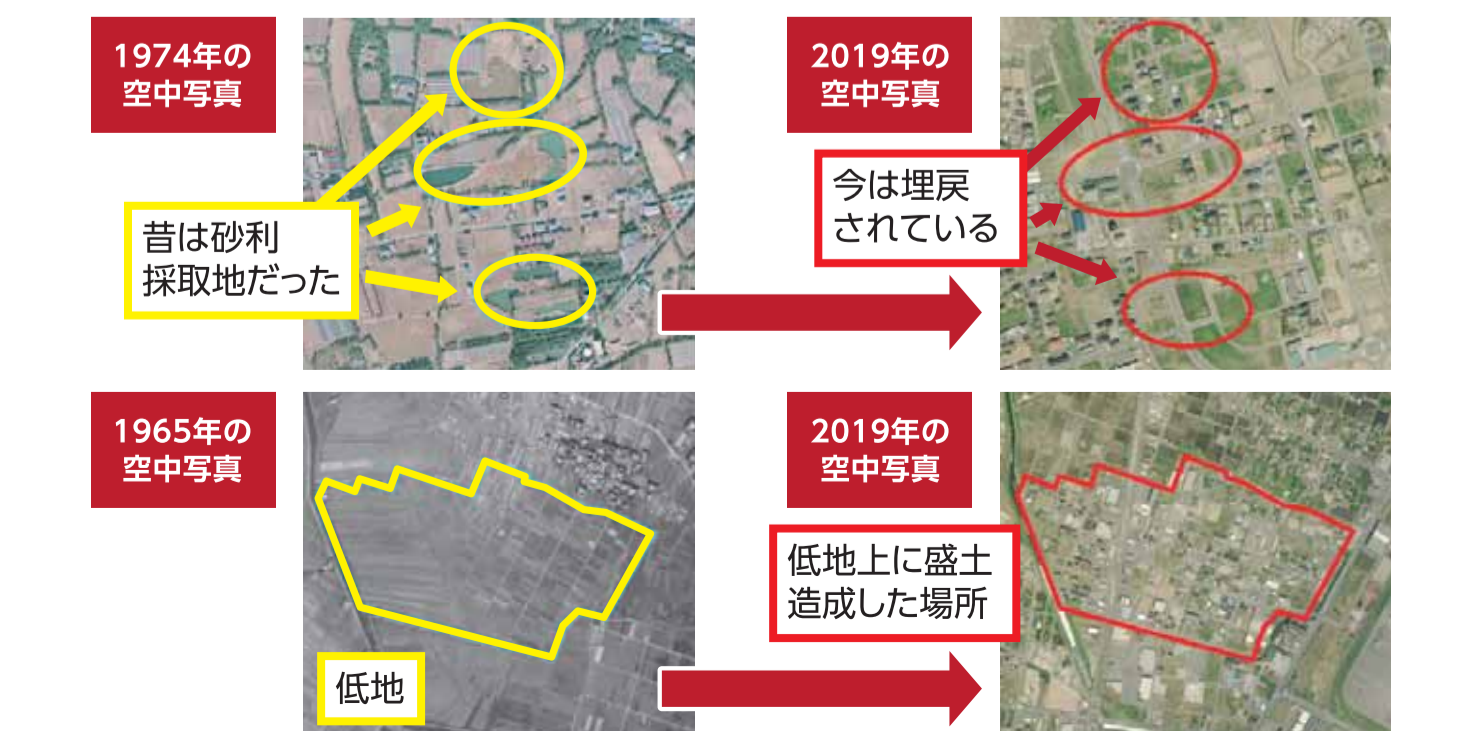 1974年の
空中写真
昔は砂利
採取地だった
2019年の
空中写真
今は埋戻
されている
1965年の
空中写真
低地
2019年の
空中写真
低地上に盛土
造成した場所